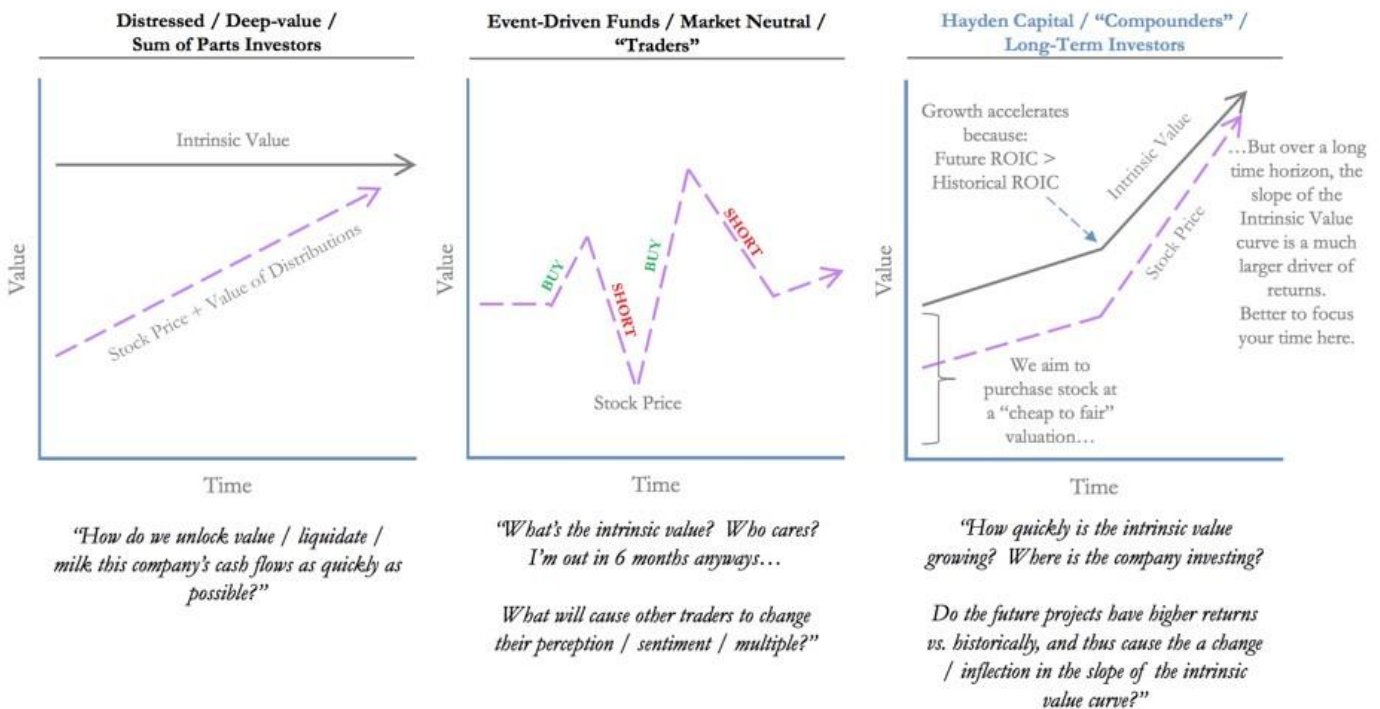 Distressed / Deep-value /
Sum of Parts Investors
Value
Intrinsic Value
Stock Price + Value of Distributions
Time
“How do we unlock value / liquidate /
milk this company’s cash flows as quickly as
possible?”
Event-Driven Funds / Market Neutral /
“Traders”
Value
BUY
SHORT
BUY
SHORT
Stock Price
Time
“What’s the intrinsic value? Who cares?
I’m out in 6 months anyways…
What will cause other traders to change
their perception / sentiment / multiple?”
Hayden Capital / “Compounders” /
Long-Term Investors
Value
Growth accelerates
because:
Future ROIC >
Historical ROIC
Intrinsic Value
Stock Price
We aim to
purchase stock at
a “cheap to fair”
valuation…
…But over a long
time horizon, the
slope of the
Intrinsic Value
curve is a much
larger driver of
returns.
Better to focus
your time here.
Time
“How quickly is the intrinsic value
growing? Where is the company investing?
Do the future projects have higher returns
vs. historically, and thus cause the a change
/ inflection in the slope of the intrinsic
value curve?”